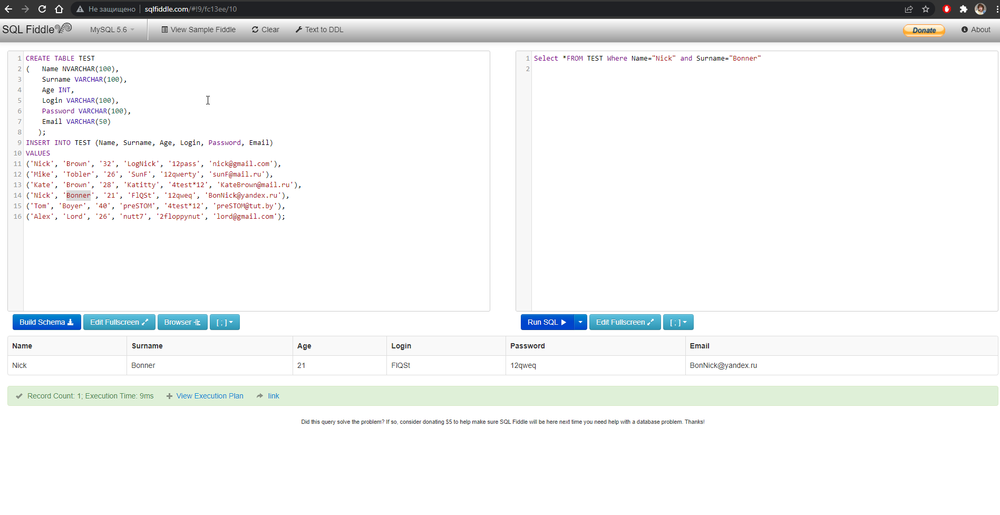 Не защищено sqlfiddle.com/#!9/fc13ee/10
SQL Fiddle MySQL 5.6 View Sample Fiddle Clear Text to DDL Donate About
1 CREATE TABLE TEST
2 (   Name NVARCHAR(100),
3     Surname VARCHAR(100),
4     Age INT,
5     Login VARCHAR(100),
6     Password VARCHAR(100),
7     Email VARCHAR(50)
8    );
9 INSERT INTO TEST (Name, Surname, Age, Login, Password, Email)
10 VALUES
11 ('Nick', 'Brown', '32', 'LogNick', '12pass', 'nick@gmail.com'),
12 ('Mike', 'Tobler', '26', 'SunF', '12qwerty', 'sunF@mail.ru'),
13 ('Kate', 'Brown', '28', 'Katitty', '4test*12', 'KateBrown@mail.ru'),
14 ('Nick', 'Bonner', '21', 'FlQSt', '12qweq', 'BonNick@yandex.ru'),
15 ('Tom', 'Boyer', '40', 'preSTOM', '4test*12', 'preSTOM@tut.by'),
16 ('Alex', 'Lord', '26', 'nutt7', '2floppynut', 'lord@gmail.com');
1 Select *FROM TEST Where Name="Nick" and Surname="Bonner"
2
Build Schema Edit Fullscreen Browser [ ; ]
Run SQL Edit Fullscreen [ ; ]
Name Surname Age Login Password Email
Nick Bonner 21 FlQSt 12qweq BonNick@yandex.ru
Record Count: 1; Execution Time: 9ms View Execution Plan link
Did this query solve the problem? If so, consider donating $5 to help make sure SQL Fiddle will be here next time you need help with a database problem. Thanks!